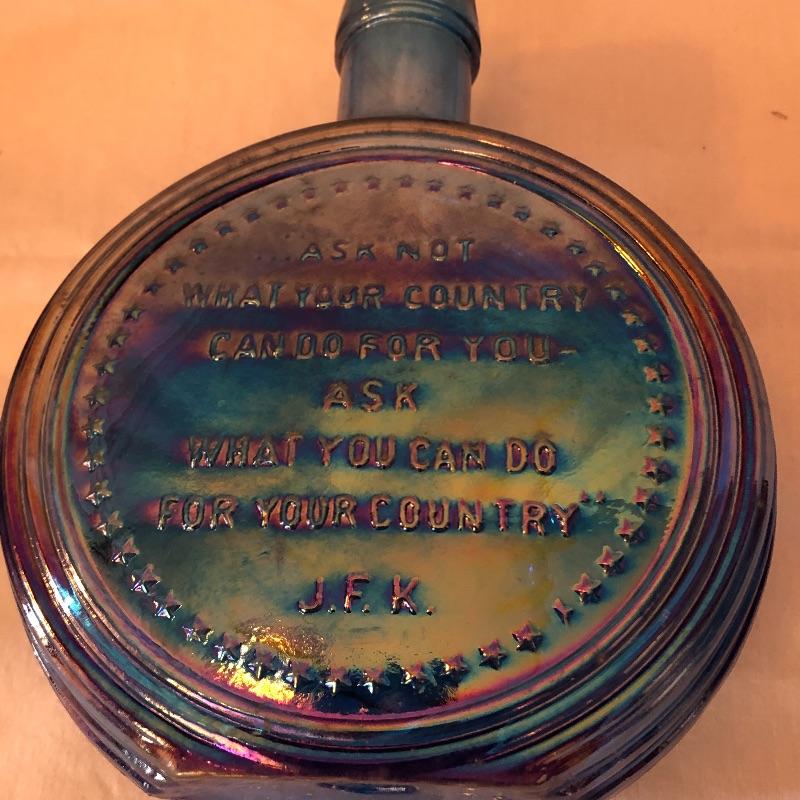 ...ASK NOT
WHAT YOUR COUNTRY
CAN DO FOR YOU-
ASK
WHAT YOU CAN DO
FOR YOUR COUNTRY"
J.F.K.